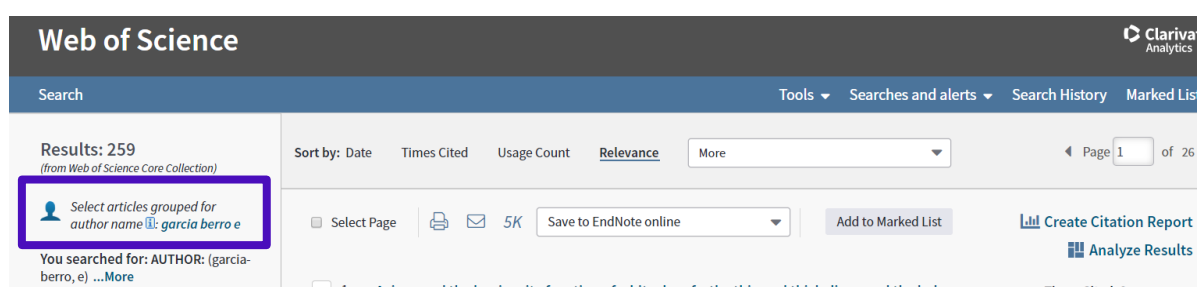 Web of Science
Clarivat
Analytics
Search
Tools
Searches and alerts
Search History
Marked Lis
Results: 259
(from Web of Science Core Collection)
Sort by: Date Times Cited Usage Count Relevance
More
Page 1 of 26
Select articles grouped for
author name i: garcia berro e
Select Page
5K
Save to EndNote online
Add to Marked List
Create Citation Report
Analyze Results
You searched for: AUTHOR: (garcia-
berro, e) ...More